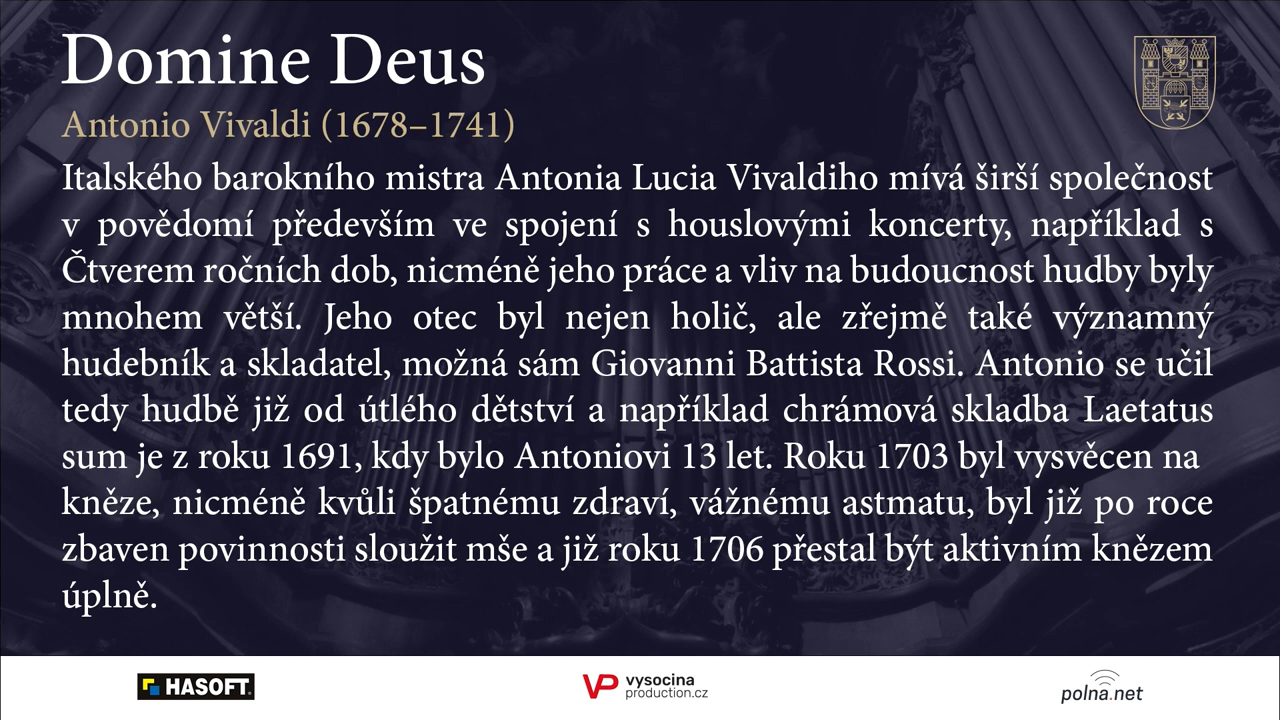 Domine Deus
Antonio Vivaldi (1678–1741)
Italského barokního mistra Antonia Lucia Vivaldiho mívá širší společnost
v povědomí především ve spojení s houslovými koncerty, například s
Čtverem ročních dob, nicméně jeho práce a vliv na budoucnost hudby byly
mnohem větší. Jeho otec byl nejen holič, ale zřejmě také významný
hudebník a skladatel, možná sám Giovanni Battista Rossi. Antonio se učil
tedy hudbě již od útlého dětství a například chrámová skladba Laetatus
sum je z roku 1691, kdy bylo Antoniovi 13 let. Roku 1703 byl vysvěcen na
kněze, nicméně kvůli špatnému zdraví, vážnému astmatu, byl již po roce
zbaven povinnosti sloužit mše a již roku 1706 přestal být aktivním knězem
úplně.
HASOFT.
VP vysocina
production.cz
polna.net